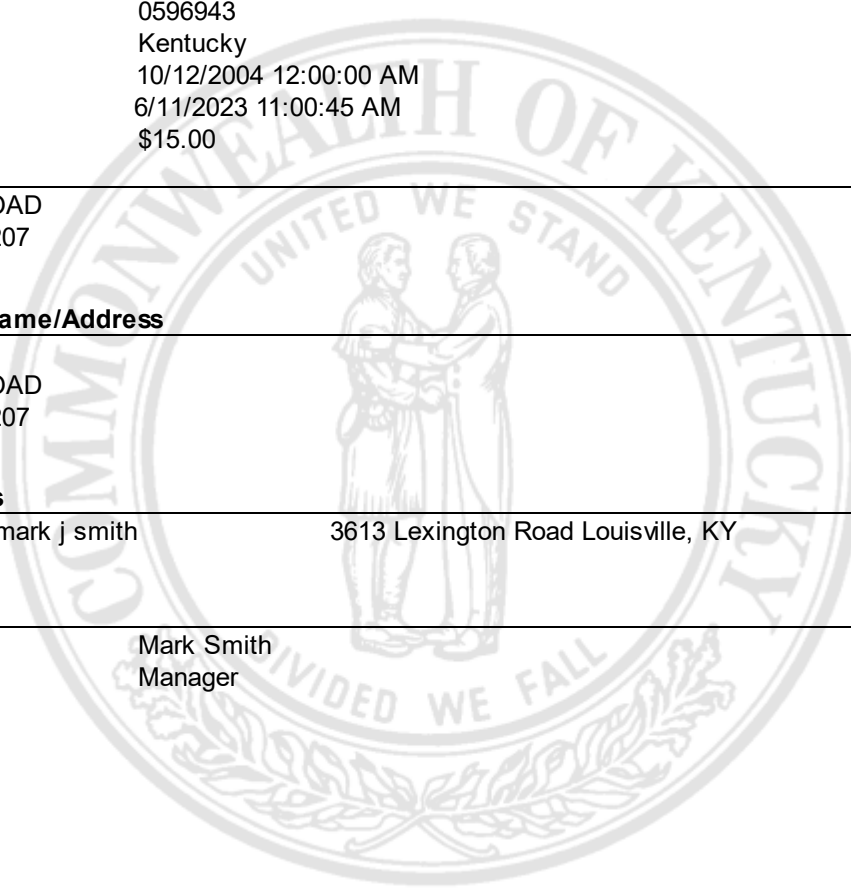 0596943
Kentucky
10/12/2004 12:00:00 AM
6/11/2023 11:00:45 AM
$15.00
OAD
207
ame/Address
OAD
207
s
mark j smith 3613 Lexington Road Louisville, KY
Mark Smith
Manager
COMMONWEALTH OF KENTUCKY
UNITED WE STAND
DIVIDED WE FALL